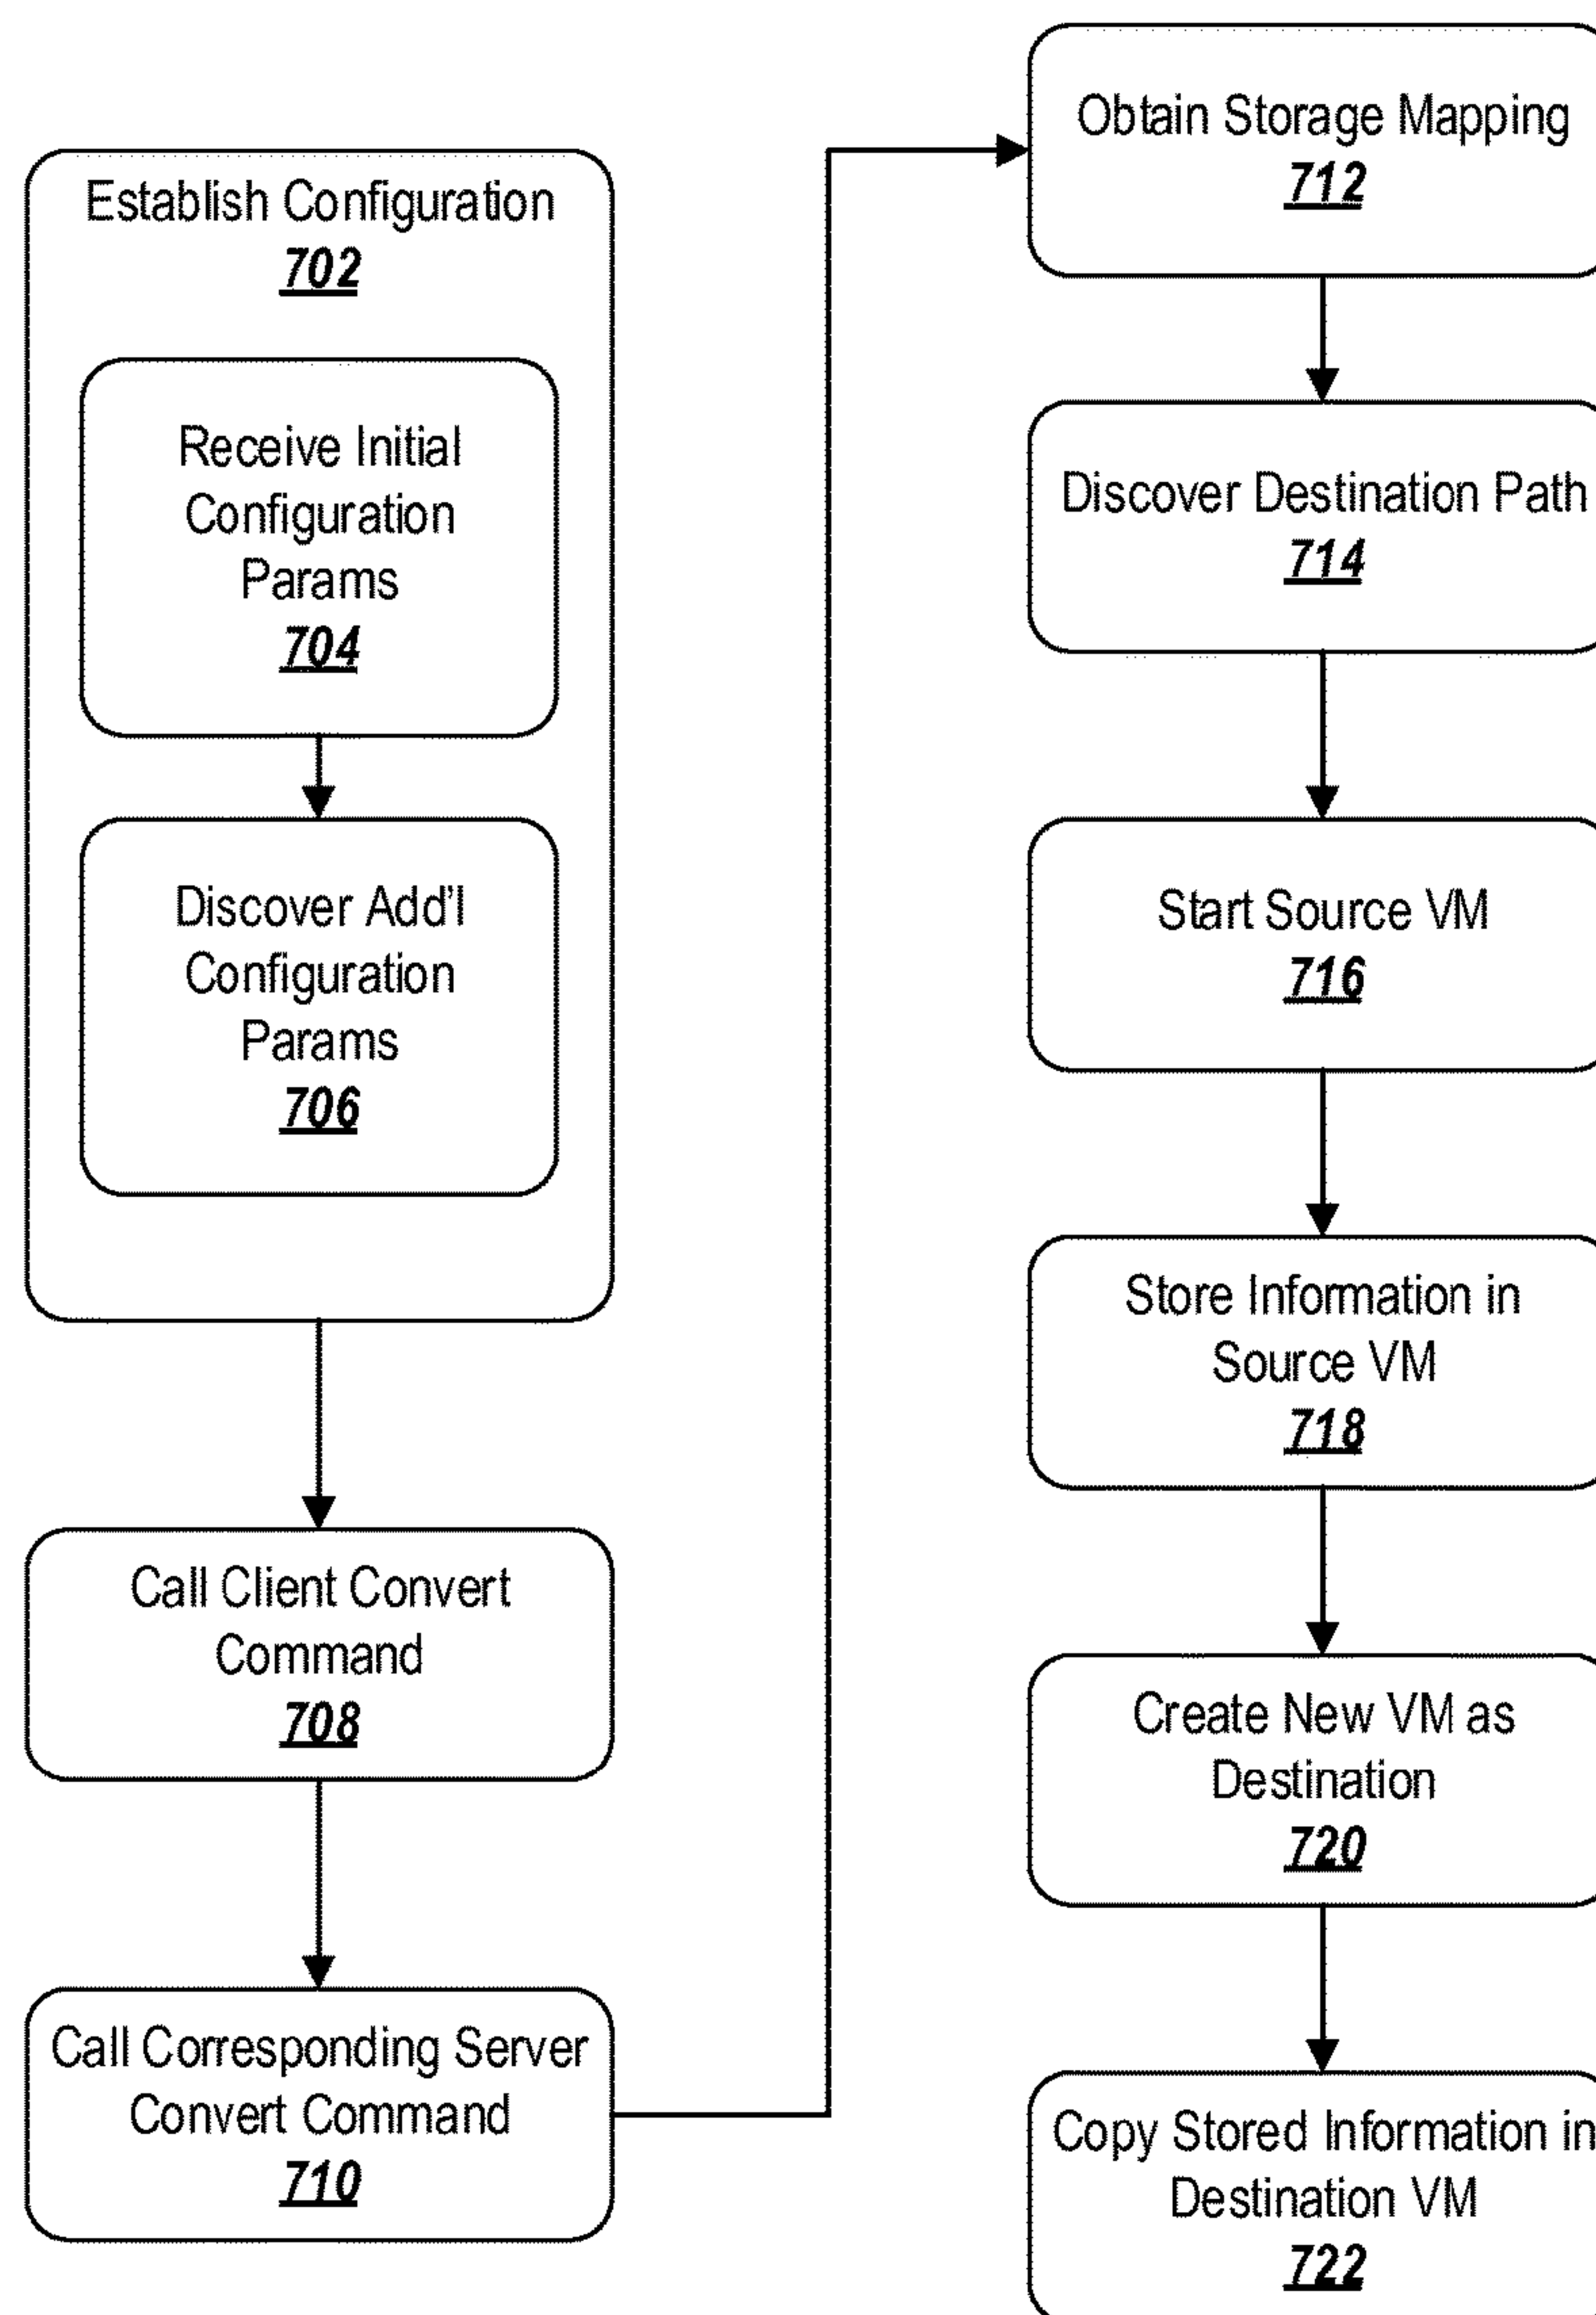 Establish Configuration
702
Receive Initial
Configuration
Params
704
Discover Add'l
Configuration
Params
706
Call Client Convert
Command
708
Call Corresponding Server
Convert Command
710
Obtain Storage Mapping
712
Discover Destination Path
714
Start Source VM
716
Store Information in
Source VM
718
Create New VM as
Destination
720
Copy Stored Information in
Destination VM
722